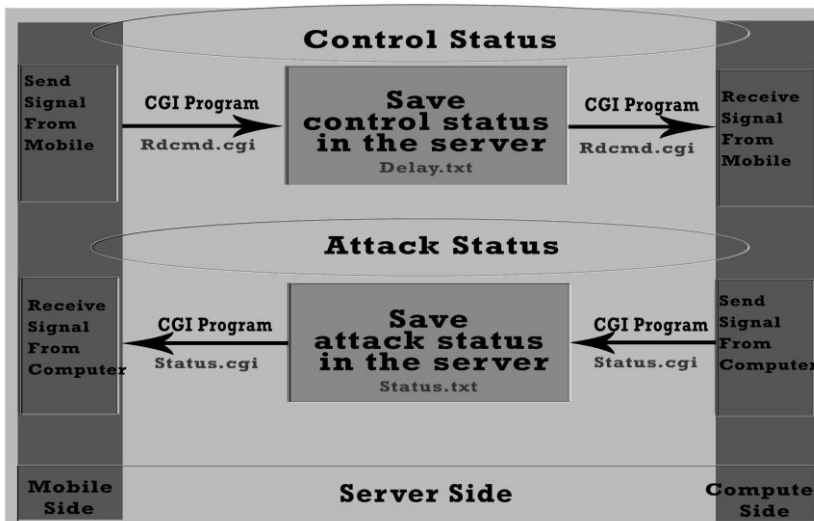 Control Status
Send
Signal
From
Mobile
CGI Program
Rdcmd.cgi
Save
control status
in the server
Delay.txt
CGI Program
Rdcmd.cgi
Receive
Signal
From
Mobile
Attack Status
Receive
Signal
From
Computer
CGI Program
Status.cgi
Save
attack status
in the server
Status.txt
CGI Program
Status.cgi
Send
Signal
From
Computer
Mobile
Side
Server Side
Compute
Side